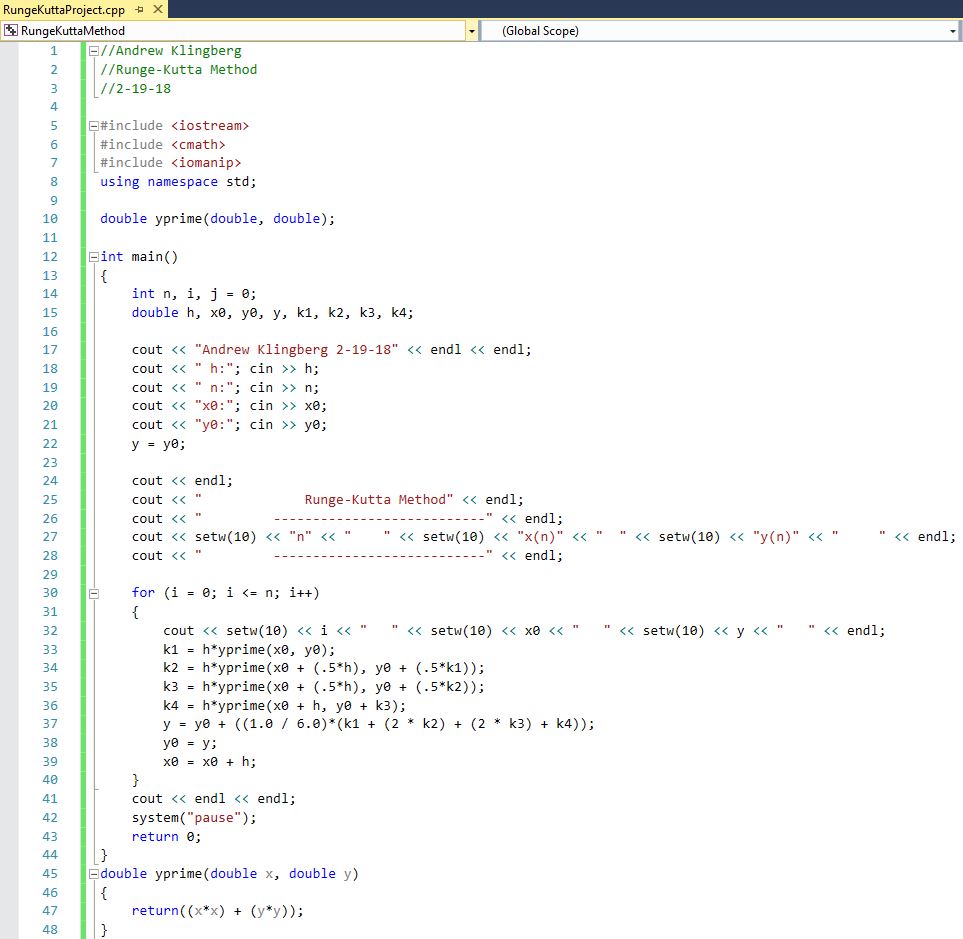 RungeKuttaProject.cpp
RungeKuttaMethod (Global Scope)
1 //Andrew Klingberg
2 //Runge-Kutta Method
3 //2-19-18
4
5 #include <iostream>
6 #include <cmath>
7 #include <iomanip>
8 using namespace std;
9
10 double yprime(double, double);
11
12 int main()
13 {
14     int n, i, j = 0;
15     double h, x0, y0, y, k1, k2, k3, k4;
16
17     cout << "Andrew Klingberg 2-19-18" << endl << endl;
18     cout << " h:"; cin >> h;
19     cout << " n:"; cin >> n;
20     cout << "x0:"; cin >> x0;
21     cout << "y0:"; cin >> y0;
22     y = y0;
23
24     cout << endl;
25     cout << "             Runge-Kutta Method" << endl;
26     cout << "         ---------------------------" << endl;
27     cout << setw(10) << "n" << "    " << setw(10) << "x(n)" << "  " << setw(10) << "y(n)" << "     " << endl;
28     cout << "         ---------------------------" << endl;
29
30     for (i = 0; i <= n; i++)
31     {
32         cout << setw(10) << i << "   " << setw(10) << x0 << "   " << setw(10) << y << "   " << endl;
33         k1 = h*yprime(x0, y0);
34         k2 = h*yprime(x0 + (.5*h), y0 + (.5*k1));
35         k3 = h*yprime(x0 + (.5*h), y0 + (.5*k2));
36         k4 = h*yprime(x0 + h, y0 + k3);
37         y = y0 + ((1.0 / 6.0)*(k1 + (2 * k2) + (2 * k3) + k4));
38         y0 = y;
39         x0 = x0 + h;
40     }
41     cout << endl << endl;
42     system("pause");
43     return 0;
44 }
45 double yprime(double x, double y)
46 {
47     return((x*x) + (y*y));
48 }